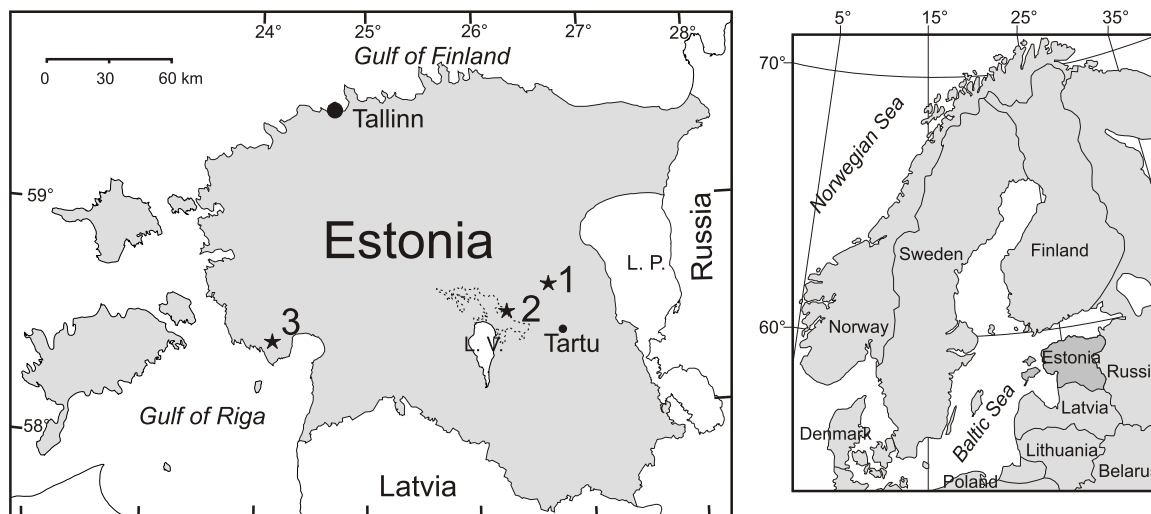 24° 25° 26° 27° 28°
Gulf of Finland
0 30 60 km
Tallinn
59°
Estonia
Russia
L. P.
1
2
3
L. V.
Tartu
58°
Gulf of Riga
Latvia
5° 15° 25° 35°
70°
Norwegian Sea
Sweden
Finland
60°
Norway
Estonia
Russi
Baltic Sea
Latvia
Denmark
Lithuania
Belarus
Poland